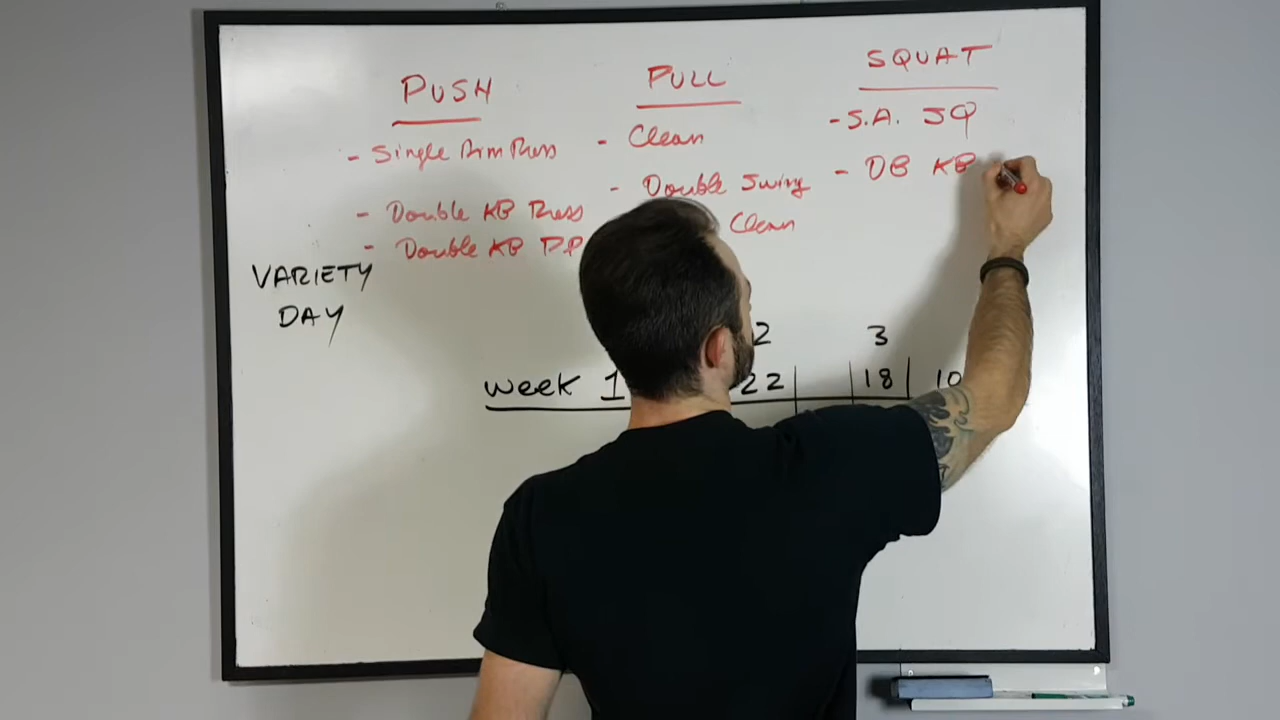 PUSH
- Single Arm Press
- Double KB Press
- Double KB P.P
PULL
- Clean
- Double Swing
Clean
SQUAT
- S.A. SQ
- DB KB
VARIETY
DAY
2 3
week 1 22 18 10